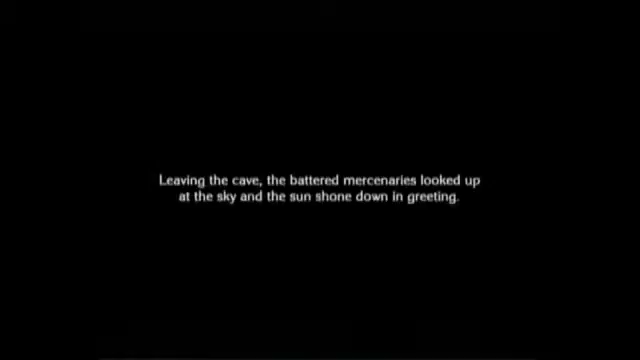 Leaving the cave, the battered mercenaries looked up
at the sky and the sun shone down in greeting.